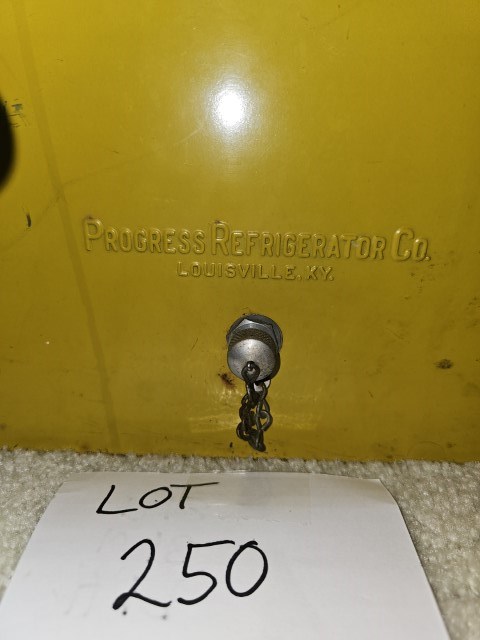 PROGRESS REFRIGERATOR CO.
LOUISVILLE, KY.
LOT
250